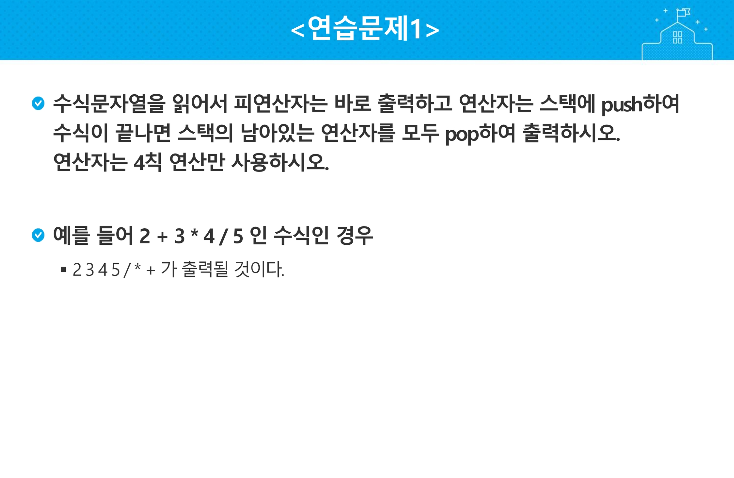 <연습문제1>
수식문자열을 읽어서 피연산자는 바로 출력하고 연산자는 스택에 push하여
수식이 끝나면 스택의 남아있는 연산자를 모두 pop하여 출력하시오.
연산자는 4칙 연산만 사용하시오.
예를 들어 2 + 3 * 4 / 5 인 수식인 경우
2 3 4 5 / * + 가 출력될 것이다.